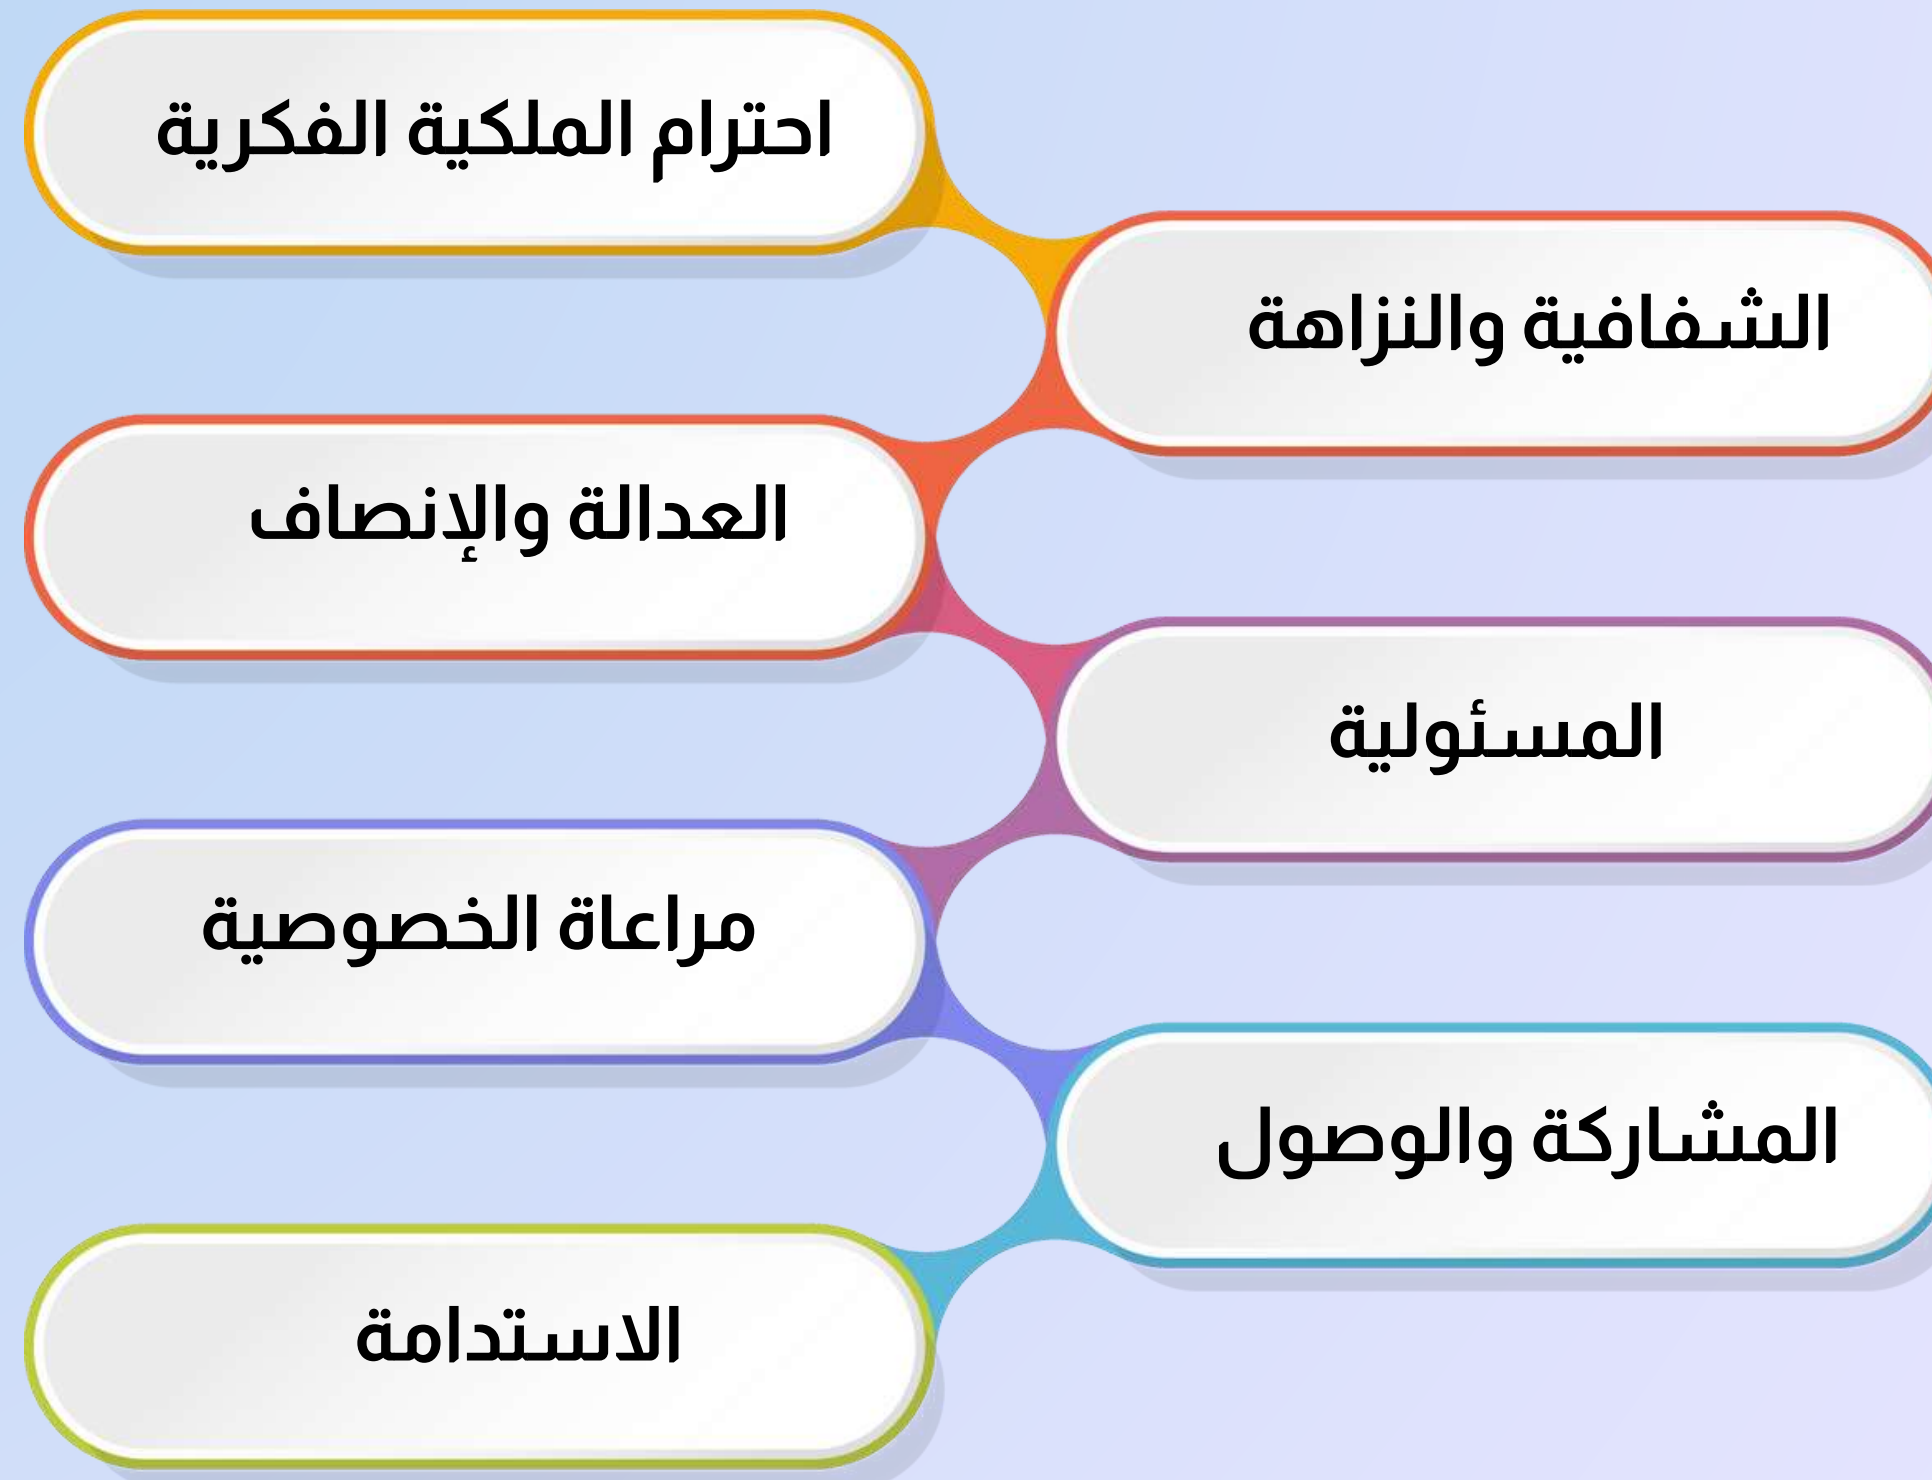 احترام الملكية الفكرية
الشفافية والنزاهة
العدالة والإنصاف
المسئولية
مراعاة الخصوصية
المشاركة والوصول
الاستدامة